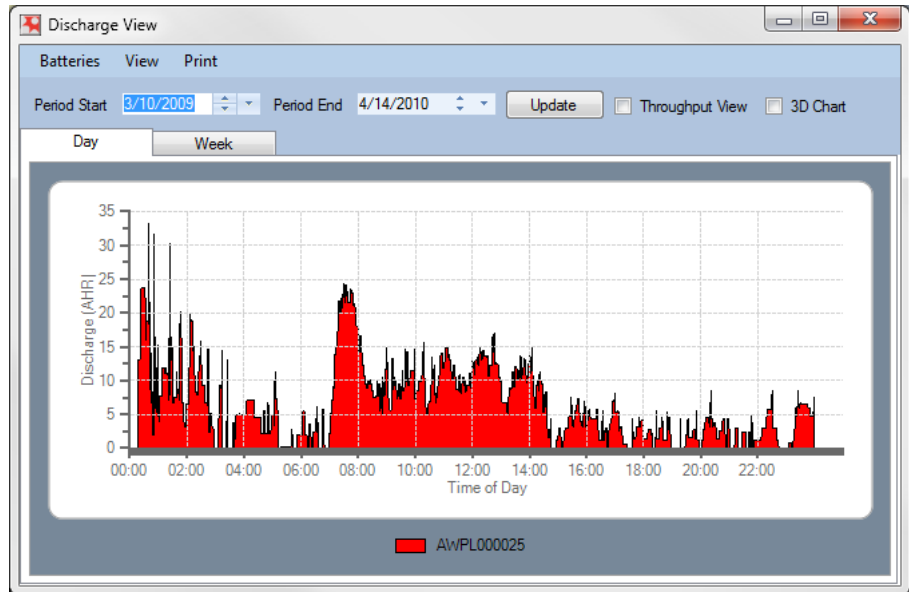 Discharge View
Batteries View Print
Period Start 3/10/2009 Period End 4/14/2010 Update Throughput View 3D Chart
Day Week
35
30
25
20
15
10
5
0
Discharge (AHR)
00:00 02:00 04:00 06:00 08:00 10:00 12:00 14:00 16:00 18:00 20:00 22:00
Time of Day
AWPL000025